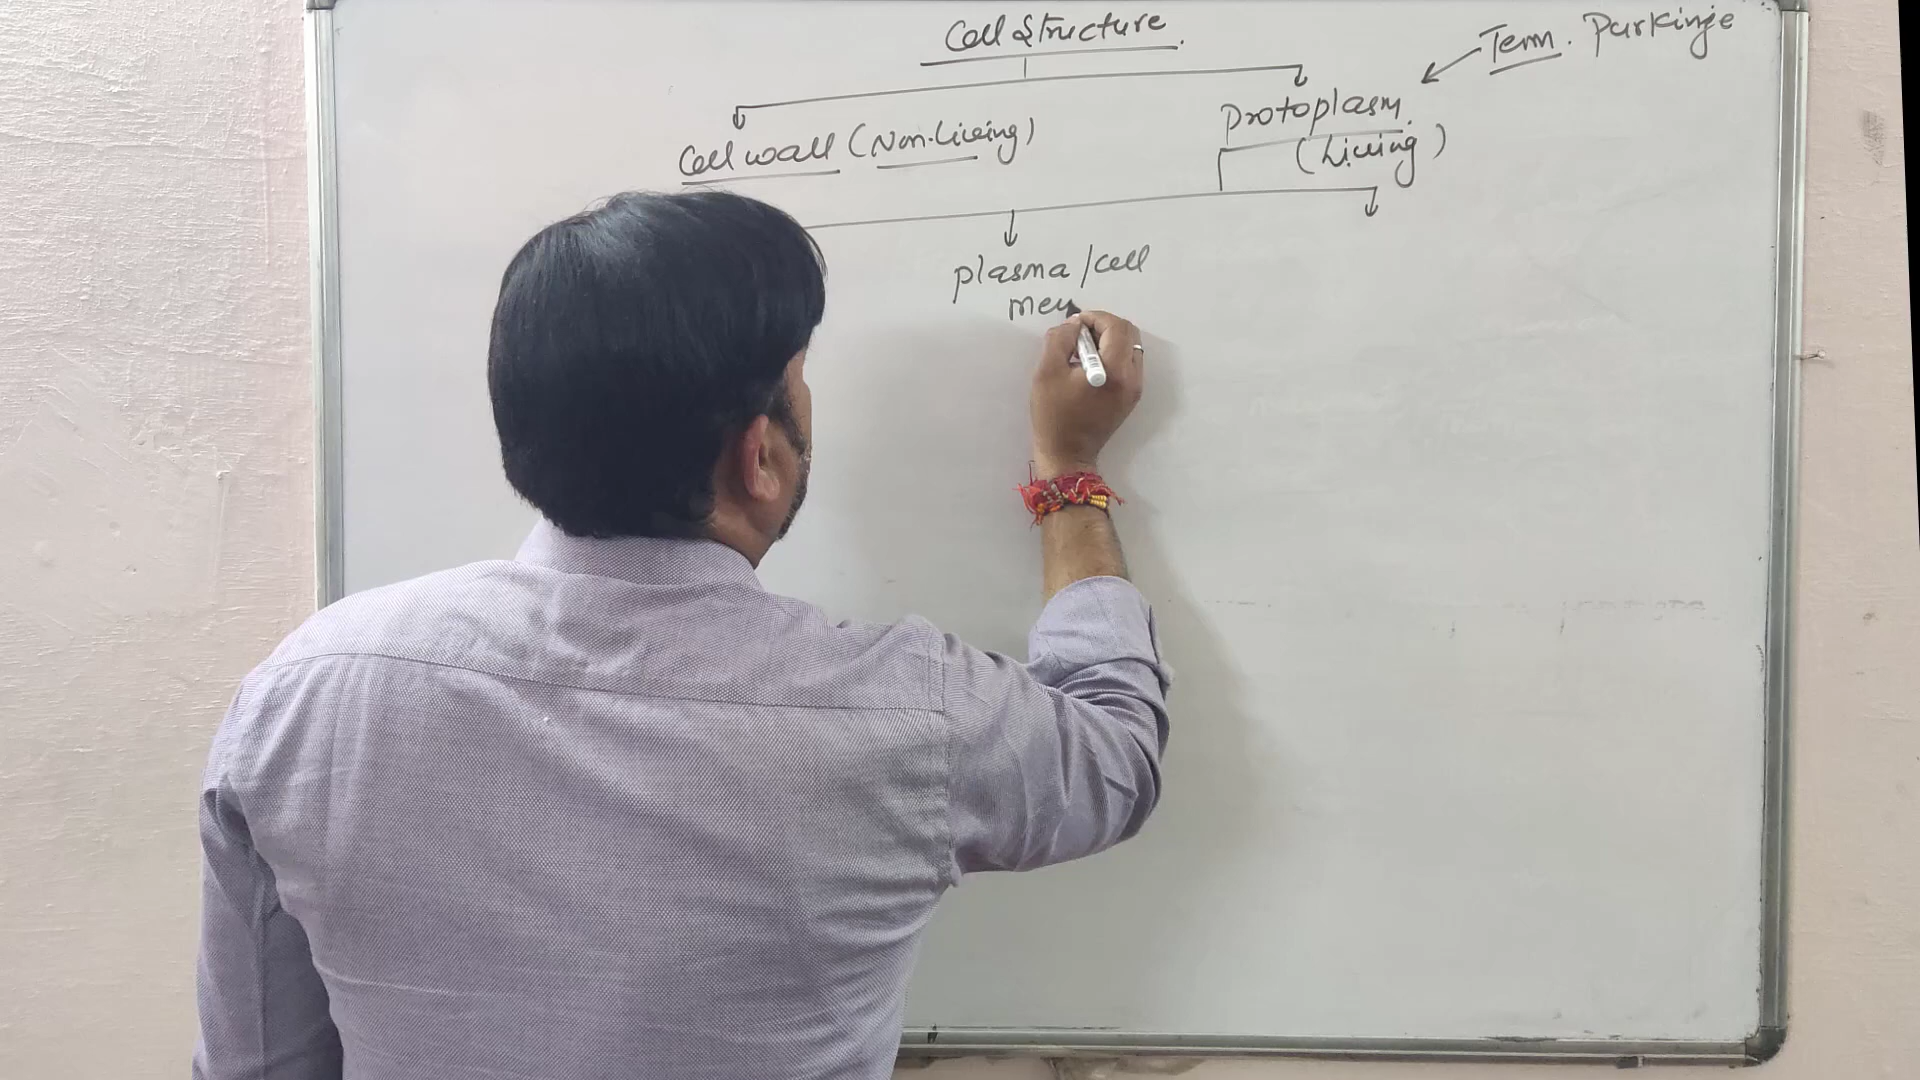 Cell Structure
Term. Purkinje
Protoplasm
(Living)
Cell wall (Non-Living)
plasma/cell
mem